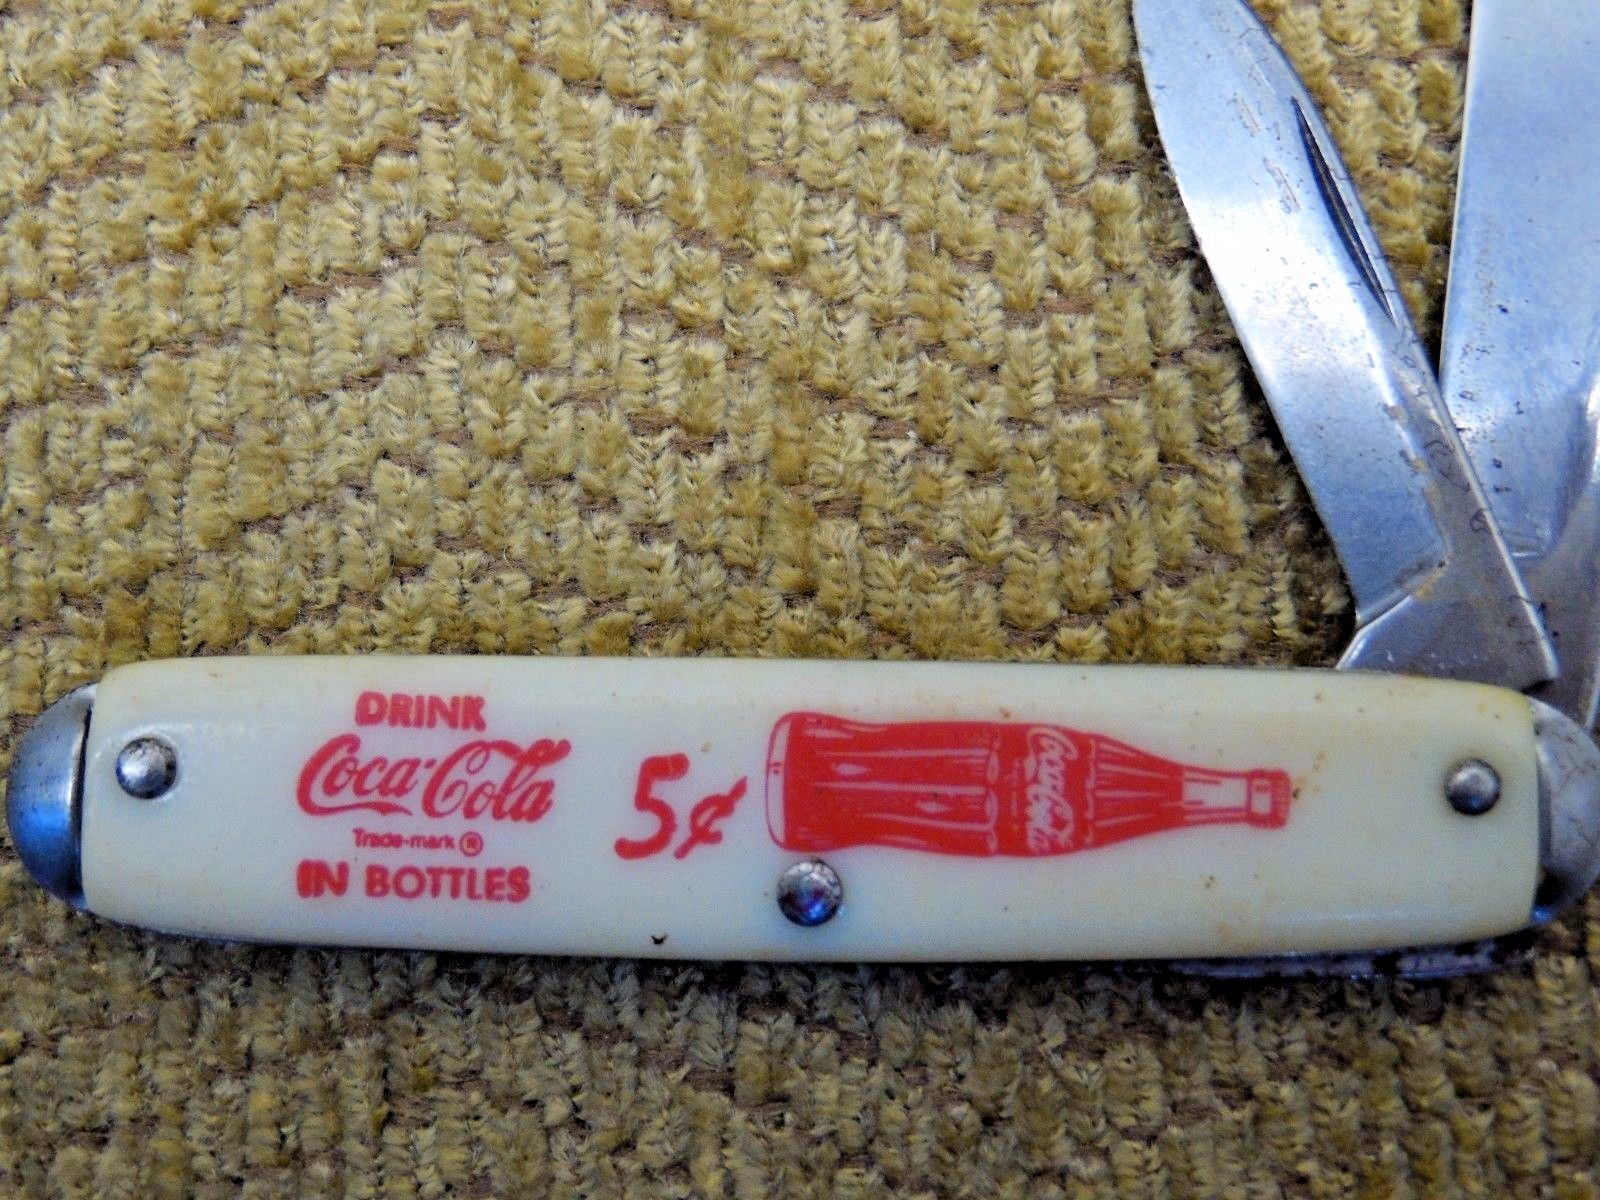 DRINK
Coca-Cola
Trade-mark ®
IN BOTTLES
5¢
Coca-Cola